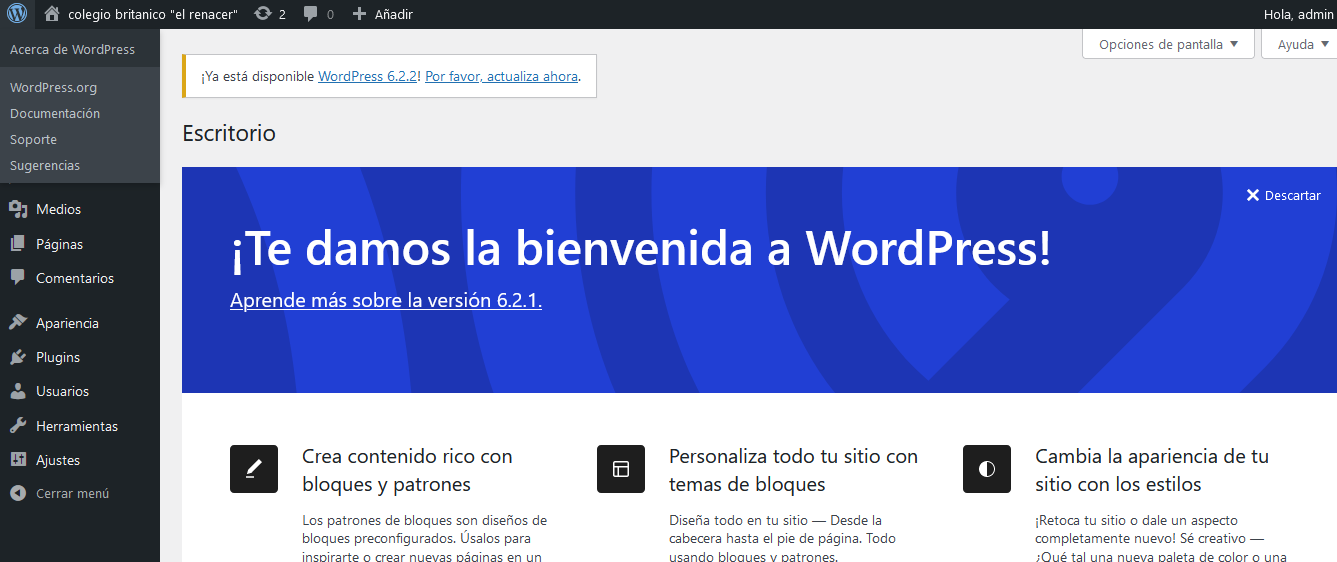 colegio britanico "el renacer" 2 0 Añadir Hola, admin
Acerca de WordPress
WordPress.org
Documentación
Soporte
Sugerencias
Medios
Páginas
Comentarios
Apariencia
Plugins
Usuarios
Herramientas
Ajustes
Cerrar menú
Opciones de pantalla Ayuda
¡Ya está disponible WordPress 6.2.2! Por favor, actualiza ahora.
Escritorio
Descartar
¡Te damos la bienvenida a WordPress!
Aprende más sobre la versión 6.2.1.
Crea contenido rico con
bloques y patrones
Los patrones de bloques son diseños de
bloques preconfigurados. Úsalos para
inspirarte o crear nuevas páginas en un
Personaliza todo tu sitio con
temas de bloques
Diseña todo en tu sitio — Desde la
cabecera hasta el pie de página. Todo
usando bloques y patrones.
Cambia la apariencia de tu
sitio con los estilos
¡Retoca tu sitio o dale un aspecto
completamente nuevo! Sé creativo —
¿Qué tal una nueva paleta de color o una